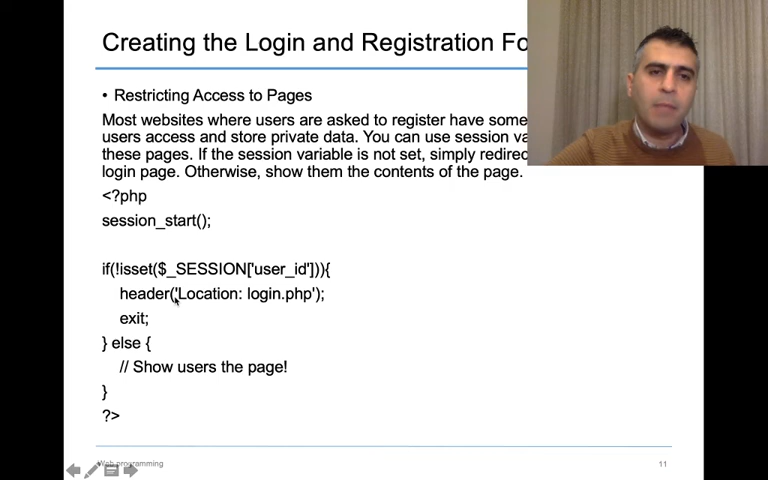 Creating the Login and Registration Fo
• Restricting Access to Pages
Most websites where users are asked to register have some
users access and store private data. You can use session va
these pages. If the session variable is not set, simply redirec
login page. Otherwise, show them the contents of the page.
<?php
session_start();
if(!isset($_SESSION['user_id'])){
header('Location: login.php');
exit;
} else {
// Show users the page!
}
?>
Web programming
11